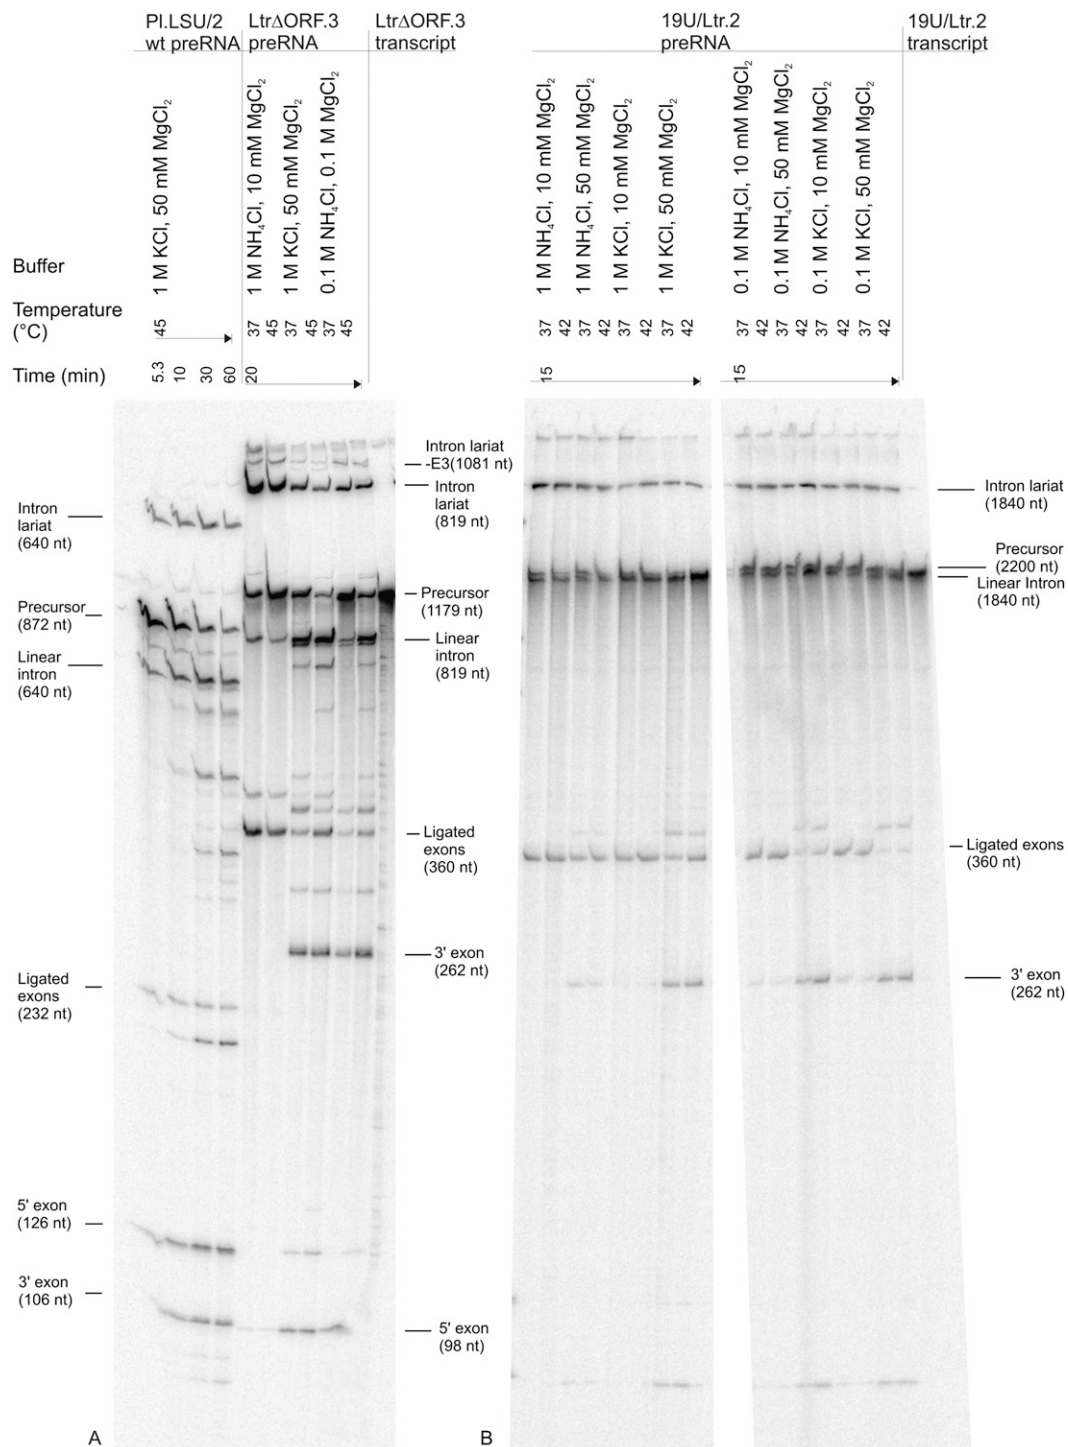 Pl.LSU/2
wt preRNA
LtrΔORF.3
preRNA
LtrΔORF.3
transcript
19U/Ltr.2
preRNA
19U/Ltr.2
transcript
Buffer
1 M KCl, 50 mM MgCl₂
1 M NH₄Cl, 10 mM MgCl₂
1 M KCl, 50 mM MgCl₂
0.1 M NH₄Cl, 0.1 M MgCl₂
1 M NH₄Cl, 10 mM MgCl₂
1 M NH₄Cl, 50 mM MgCl₂
1 M KCl, 10 mM MgCl₂
1 M KCl, 50 mM MgCl₂
0.1 M NH₄Cl, 10 mM MgCl₂
0.1 M NH₄Cl, 50 mM MgCl₂
0.1 M KCl, 10 mM MgCl₂
0.1 M KCl, 50 mM MgCl₂
Temperature
(°C)
45
37 45 37 45 37 45
37 42 37 42 37 42 37 42
37 42 37 42 37 42 37 42
Time (min)
5.3 10 30 60
20
15
15
Intron
lariat
(640 nt)
Precursor
(872 nt)
Linear
intron
(640 nt)
Ligated
exons
(232 nt)
5' exon
(126 nt)
3' exon
(106 nt)
Intron lariat
-E3(1081 nt)
Intron
lariat
(819 nt)
Precursor
(1179 nt)
Linear
intron
(819 nt)
Ligated
exons
(360 nt)
3' exon
(262 nt)
5' exon
(98 nt)
Intron lariat
(1840 nt)
Precursor
(2200 nt)
Linear Intron
(1840 nt)
Ligated exons
(360 nt)
3' exon
(262 nt)
A
B